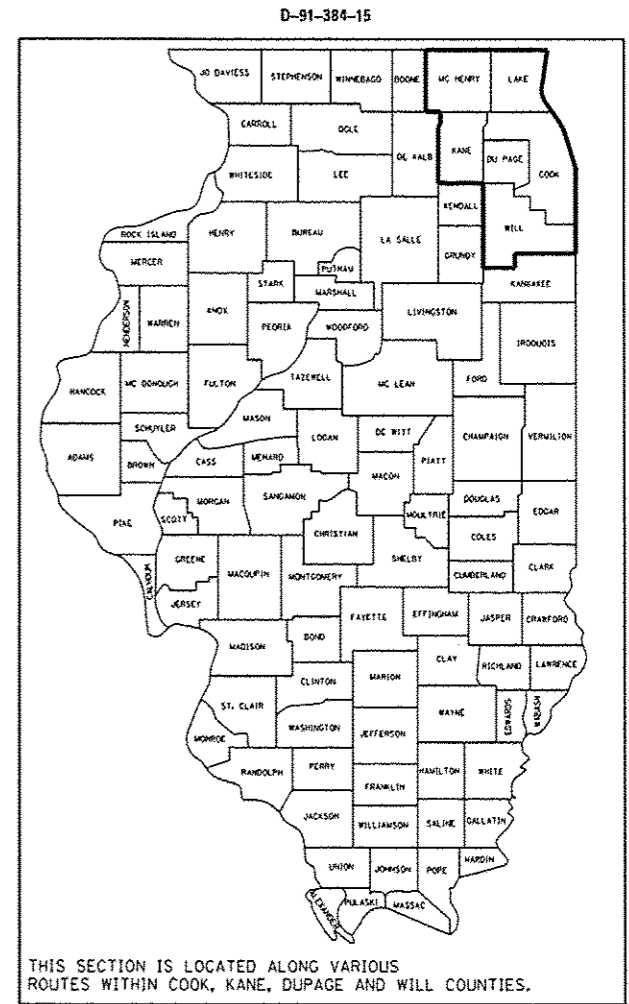 D-91-384-15
JO DAVIESS STEPHENSON WINNEBAGO BOONE MC HENRY LAKE
CARROLL OGLE DE KALB KANE DU PAGE COOK
WHITESIDE LEE
KENDALL WILL
ROCK ISLAND HENRY BUREAU LA SALLE GRUNDY
MERCER PUTNAM KANKAKEE
STARK MARSHALL
HENDERSON WARREN KNOX PEORIA WOODFORD LIVINGSTON IROQUOIS
HANCOCK MC DONOUGH FULTON TAZEWELL MC LEAN FORD
SCHUYLER MASON LOGAN DE WITT CHAMPAIGN VERMILION
ADAMS BROWN CASS MENARD MACON PIATT
PIKE SCOTT MORGAN SANGAMON CHRISTIAN MOULTRIE DOUGLAS EDGAR
COLES
CALHOUN GREENE MACOUPIN MONTGOMERY SHELBY CUMBERLAND CLARK
JERSEY
MADISON BOND FAYETTE EFFINGHAM JASPER CRAWFORD
CLINTON MARION CLAY RICHLAND LAWRENCE
ST. CLAIR WASHINGTON JEFFERSON WAYNE EDWARDS WABASH
MONROE
RANDOLPH PERRY FRANKLIN HAMILTON WHITE
JACKSON WILLIAMSON SALINE GALLATIN
UNION JOHNSON POPE HARDIN
ALEXANDER PULASKI MASSAC
THIS SECTION IS LOCATED ALONG VARIOUS
ROUTES WITHIN COOK, KANE, DUPAGE AND WILL COUNTIES.